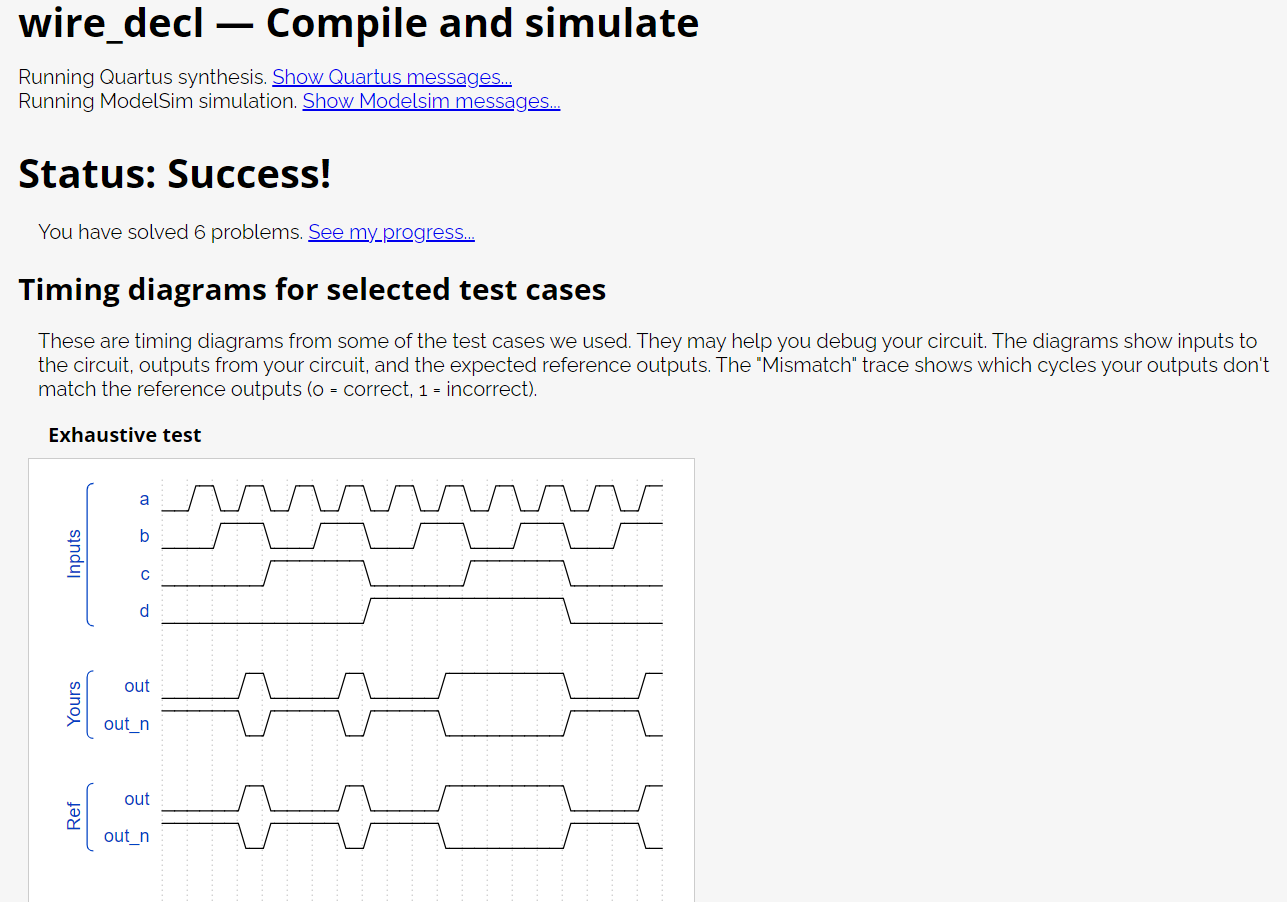 wire_decl — Compile and simulate
Running Quartus synthesis. Show Quartus messages...
Running ModelSim simulation. Show Modelsim messages...
Status: Success!
You have solved 6 problems. See my progress...
Timing diagrams for selected test cases
These are timing diagrams from some of the test cases we used. They may help you debug your circuit. The diagrams show inputs to
the circuit, outputs from your circuit, and the expected reference outputs. The "Mismatch" trace shows which cycles your outputs don't
match the reference outputs (0 = correct, 1 = incorrect).
Exhaustive test
Inputs
a
b
c
d
Yours
out
out_n
Ref
out
out_n